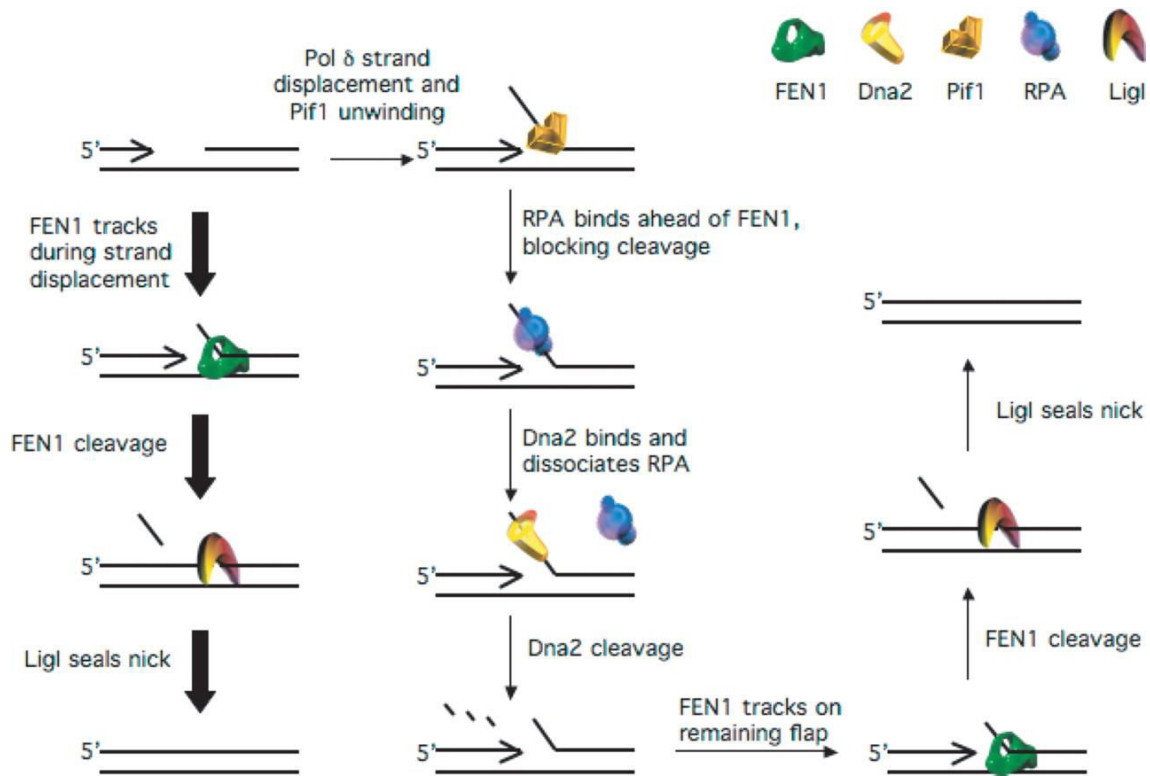 Pol δ strand
displacement and
Pif1 unwinding
FEN1 Dna2 Pif1 RPA LigI
5’
5’
FEN1 tracks
during strand
displacement
RPA binds ahead of FEN1,
blocking cleavage
5’
5’
5’
LigI seals nick
FEN1 cleavage
Dna2 binds and
dissociates RPA
5’
5’
5’
LigI seals nick
Dna2 cleavage
FEN1 cleavage
FEN1 tracks on
remaining flap
5’
5’
5’